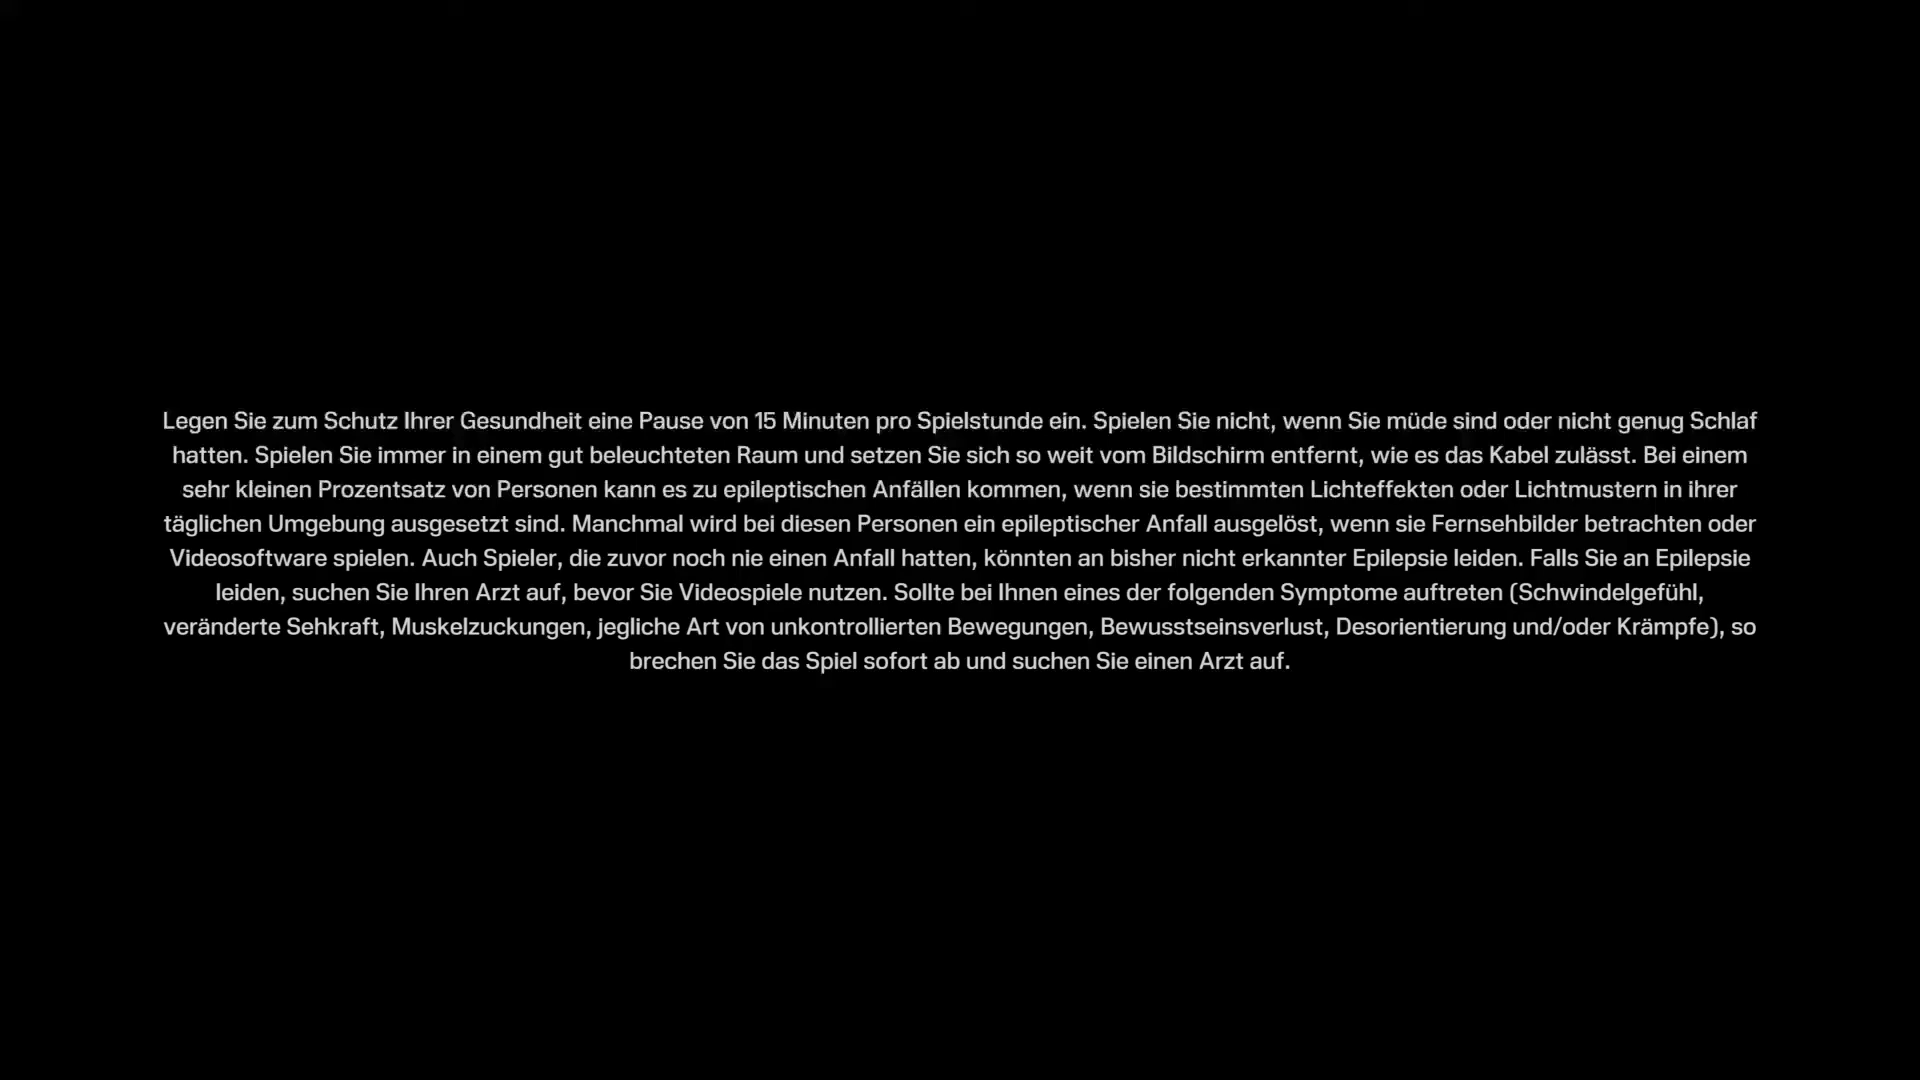 Legen Sie zum Schutz Ihrer Gesundheit eine Pause von 15 Minuten pro Spielstunde ein. Spielen Sie nicht, wenn Sie müde sind oder nicht genug Schlaf
hatten. Spielen Sie immer in einem gut beleuchteten Raum und setzen Sie sich so weit vom Bildschirm entfernt, wie es das Kabel zulässt. Bei einem
sehr kleinen Prozentsatz von Personen kann es zu epileptischen Anfällen kommen, wenn sie bestimmten Lichteffekten oder Lichtmustern in ihrer
täglichen Umgebung ausgesetzt sind. Manchmal wird bei diesen Personen ein epileptischer Anfall ausgelöst, wenn sie Fernsehbilder betrachten oder
Videosoftware spielen. Auch Spieler, die zuvor noch nie einen Anfall hatten, könnten an bisher nicht erkannter Epilepsie leiden. Falls Sie an Epilepsie
leiden, suchen Sie Ihren Arzt auf, bevor Sie Videospiele nutzen. Sollte bei Ihnen eines der folgenden Symptome auftreten (Schwindelgefühl,
veränderte Sehkraft, Muskelzuckungen, jegliche Art von unkontrollierten Bewegungen, Bewusstseinsverlust, Desorientierung und/oder Krämpfe), so
brechen Sie das Spiel sofort ab und suchen Sie einen Arzt auf.